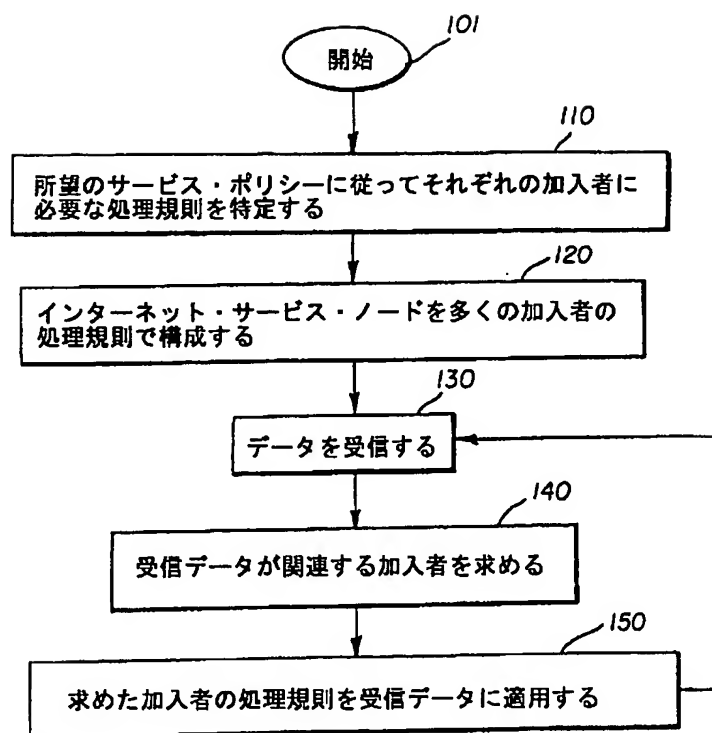 101
開始
110
所望のサービス・ポリシーに従ってそれぞれの加入者に
必要な処理規則を特定する
120
インターネット・サービス・ノードを多くの加入者の
処理規則で構成する
130
データを受信する
140
受信データが関連する加入者を求める
150
求めた加入者の処理規則を受信データに適用する